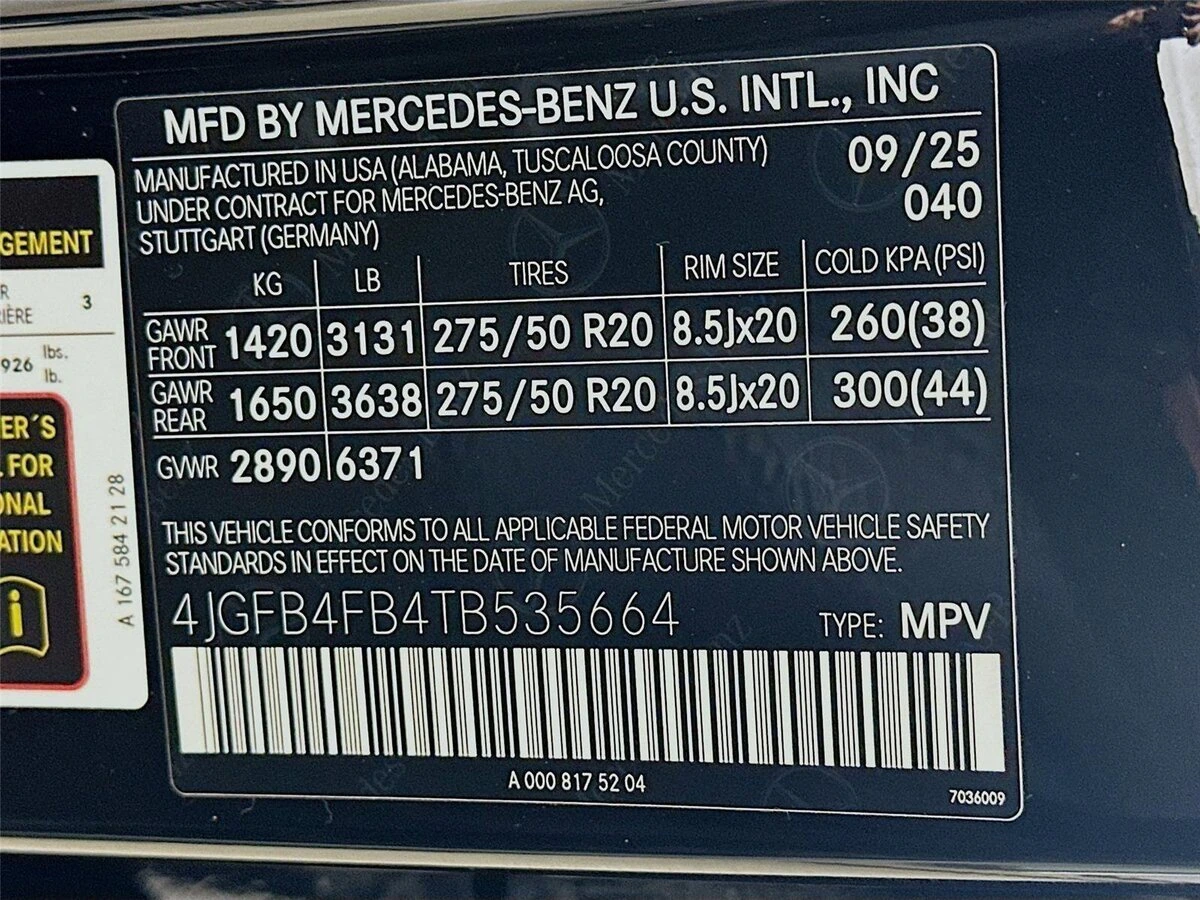 MFD BY MERCEDES-BENZ U.S. INTL., INC
MANUFACTURED IN USA (ALABAMA, TUSCALOOSA COUNTY) 09/25
UNDER CONTRACT FOR MERCEDES-BENZ AG, 040
STUTTGART (GERMANY)
KG LB TIRES RIM SIZE COLD KPA (PSI)
GAWR FRONT 1420 3131 275/50 R20 8.5Jx20 260(38)
GAWR REAR 1650 3638 275/50 R20 8.5Jx20 300(44)
GVWR 2890 6371
THIS VEHICLE CONFORMS TO ALL APPLICABLE FEDERAL MOTOR VEHICLE SAFETY
STANDARDS IN EFFECT ON THE DATE OF MANUFACTURE SHOWN ABOVE.
4JGFB4FB4TB535664 TYPE: MPV
A 000 817 52 04
7036009
GEMENT
R
IÈRE 3
926 lbs.
lb.
ER´S
FOR
ONAL
ATION
i
A 167 584 21 28